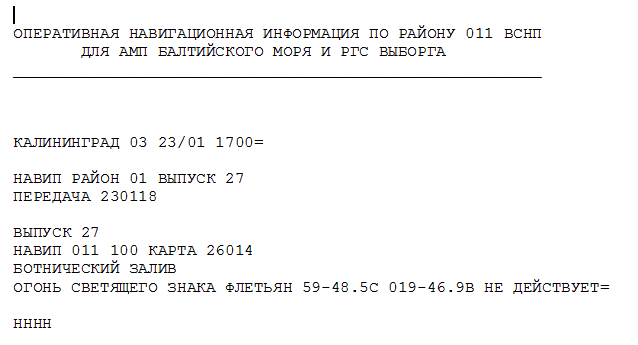 ОПЕРАТИВНАЯ НАВИГАЦИОННАЯ ИНФОРМАЦИЯ ПО РАЙОНУ 011 ВСНП
ДЛЯ АМП БАЛТИЙСКОГО МОРЯ И РГС ВЫБОРГА
КАЛИНИНГРАД 03 23/01 1700=
НАВИП РАЙОН 01 ВЫПУСК 27
ПЕРЕДАЧА 230118
ВЫПУСК 27
НАВИП 011 100 КАРТА 26014
БОТНИЧЕСКИЙ ЗАЛИВ
ОГОНЬ СВЕТЯЩЕГО ЗНАКА ФЛЕТЬЯН 59-48.5С 019-46.9В НЕ ДЕЙСТВУЕТ=
НННН